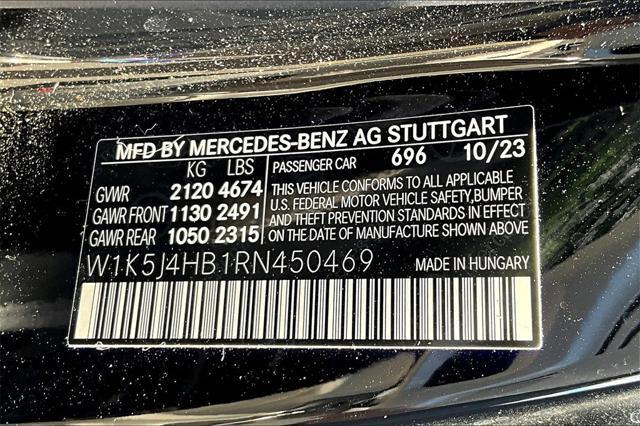 MFD BY MERCEDES-BENZ AG STUTTGART
KG LBS PASSENGER CAR 696 10/23
GVWR 2120 4674 THIS VEHICLE CONFORMS TO ALL APPLICABLE
U.S. FEDERAL MOTOR VEHICLE SAFETY, BUMPER
GAWR FRONT 1130 2491 AND THEFT PREVENTION STANDARDS IN EFFECT
GAWR REAR 1050 2315 ON THE DATE OF MANUFACTURE SHOWN ABOVE
W1K5J4HB1RN450469 MADE IN HUNGARY